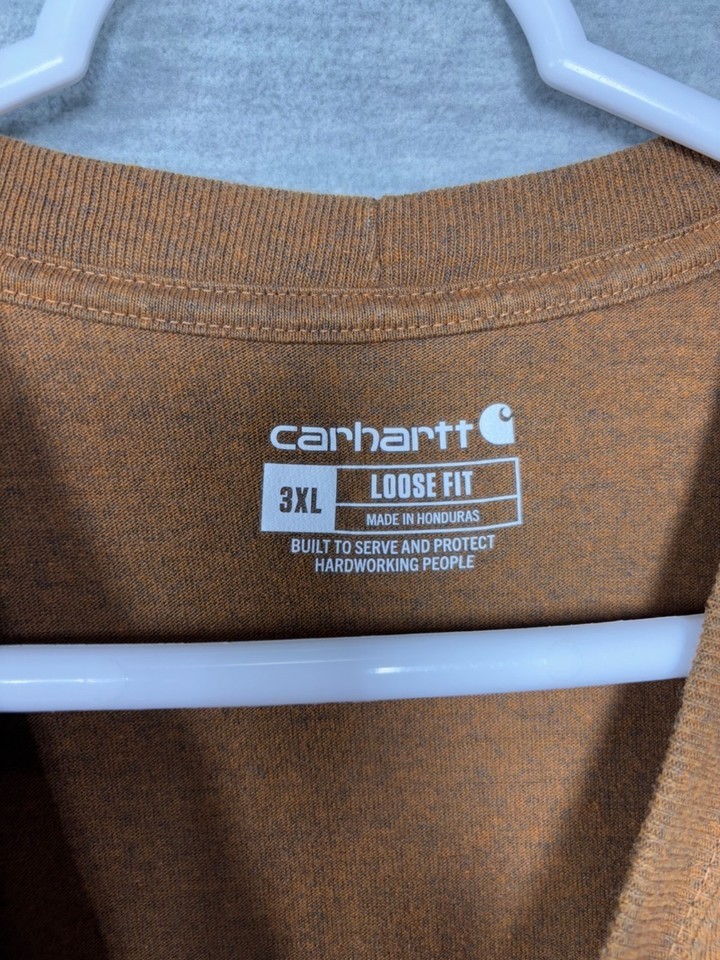 carhartt
3XL
LOOSE FIT
MADE IN HONDURAS
BUILT TO SERVE AND PROTECT
HARDWORKING PEOPLE